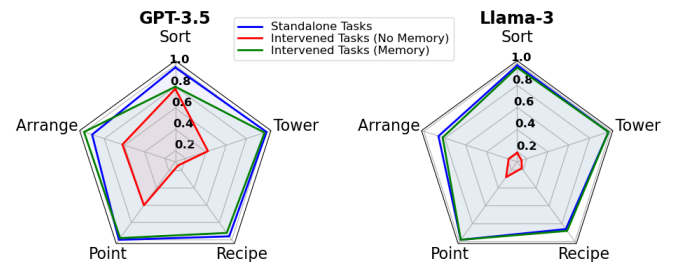 GPT-3.5
Sort
1.0
0.8
0.6
0.4
0.2
Arrange
Tower
Point
Recipe
Standalone Tasks
Intervened Tasks (No Memory)
Intervened Tasks (Memory)
Llama-3
Sort
1.0
0.8
0.6
0.4
0.2
Arrange
Tower
Point
Recipe